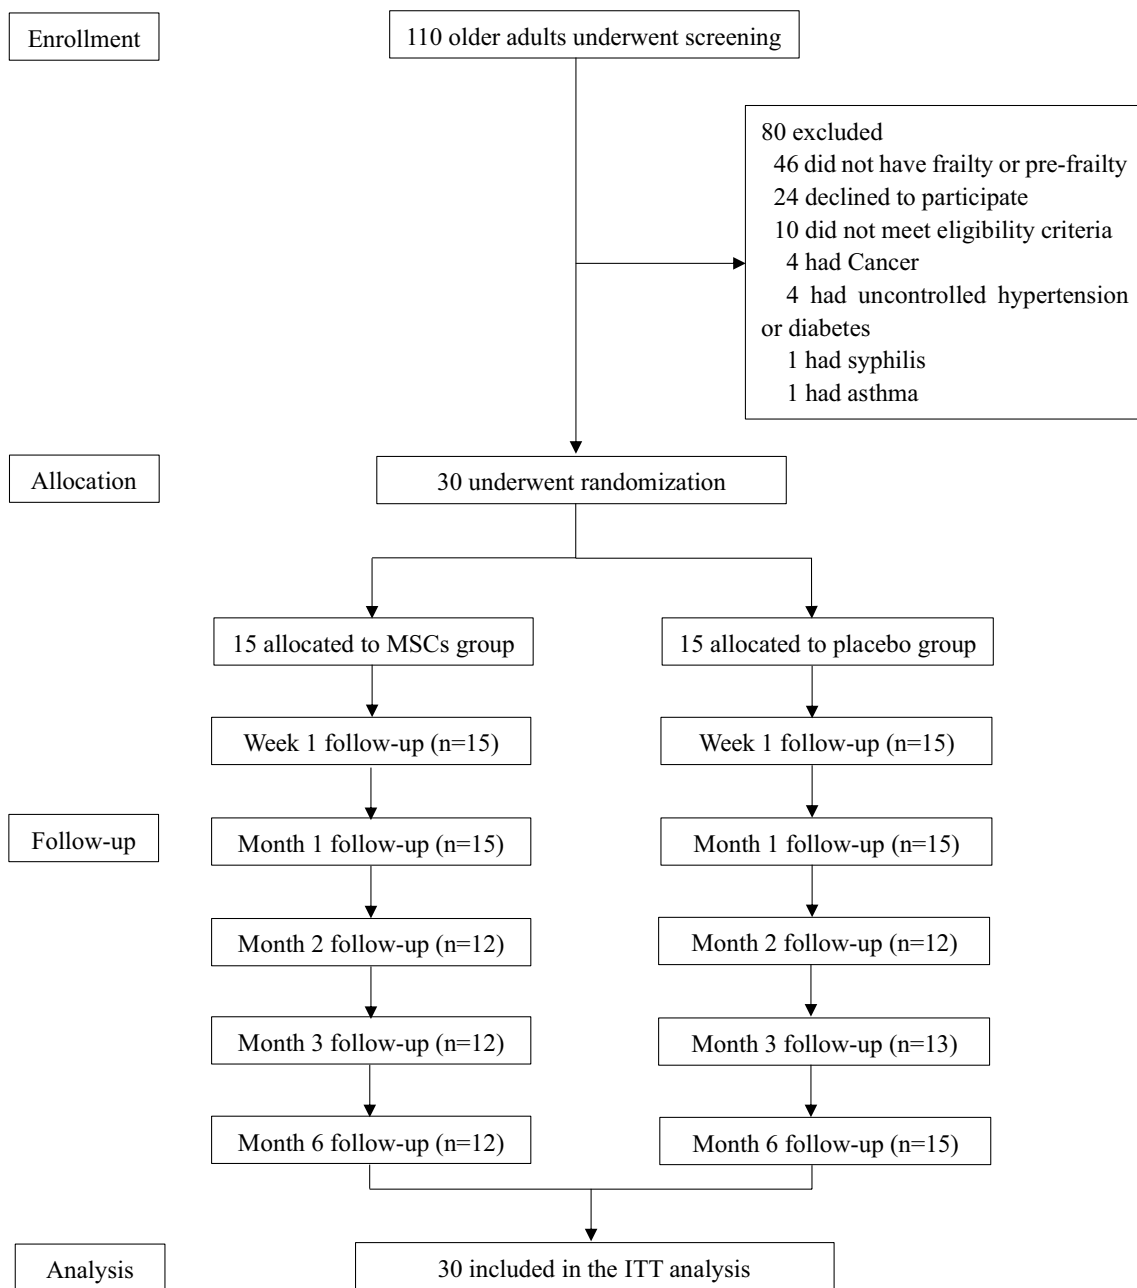 Enrollment
110 older adults underwent screening
80 excluded
46 did not have frailty or pre-frailty
24 declined to participate
10 did not meet eligibility criteria
4 had Cancer
4 had uncontrolled hypertension
or diabetes
1 had syphilis
1 had asthma
Allocation
30 underwent randomization
15 allocated to MSCs group
15 allocated to placebo group
Week 1 follow-up (n=15)
Week 1 follow-up (n=15)
Follow-up
Month 1 follow-up (n=15)
Month 1 follow-up (n=15)
Month 2 follow-up (n=12)
Month 2 follow-up (n=12)
Month 3 follow-up (n=12)
Month 3 follow-up (n=13)
Month 6 follow-up (n=12)
Month 6 follow-up (n=15)
Analysis
30 included in the ITT analysis